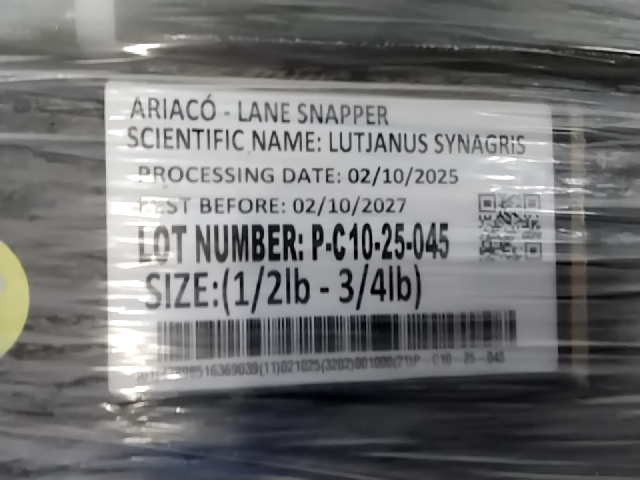 ARIACÓ - LANE SNAPPER
SCIENTIFIC NAME: LUTJANUS SYNAGRIS
PROCESSING DATE: 02/10/2025
BEST BEFORE: 02/10/2027
LOT NUMBER: P-C10-25-045
SIZE:(1/2lb - 3/4lb)